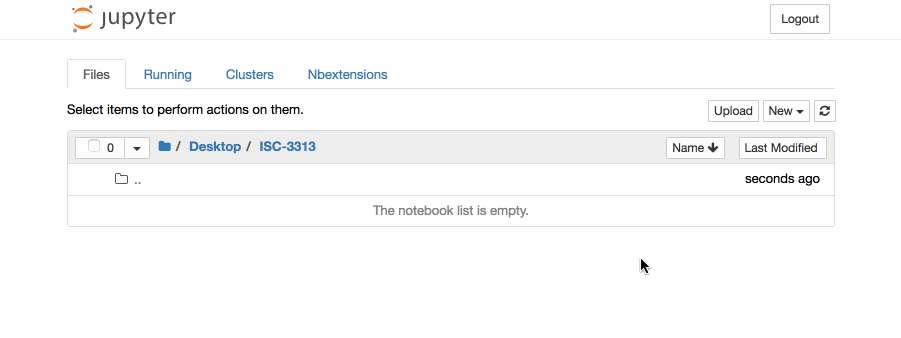 jupyter
Logout
Files Running Clusters Nbextensions
Select items to perform actions on them.
Upload New
0 / Desktop / ISC-3313 Name Last Modified
.. seconds ago
The notebook list is empty.